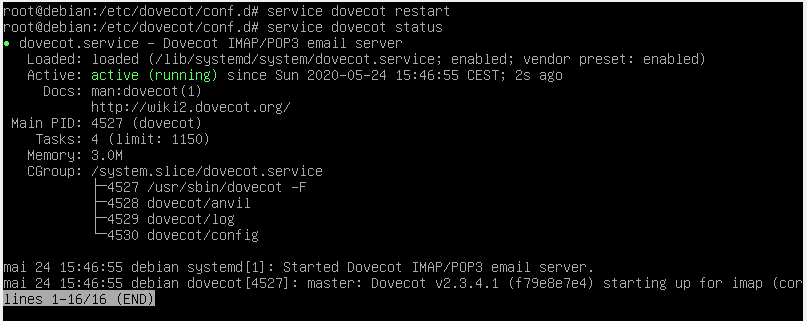 root@debian:/etc/dovecot/conf.d# service dovecot restart
root@debian:/etc/dovecot/conf.d# service dovecot status
● dovecot.service – Dovecot IMAP/POP3 email server
   Loaded: loaded (/lib/systemd/system/dovecot.service; enabled; vendor preset: enabled)
   Active: active (running) since Sun 2020-05-24 15:46:55 CEST; 2s ago
     Docs: man:dovecot(1)
           http://wiki2.dovecot.org/
 Main PID: 4527 (dovecot)
    Tasks: 4 (limit: 1150)
   Memory: 3.0M
   CGroup: /system.slice/dovecot.service
           ├─4527 /usr/sbin/dovecot -F
           ├─4528 dovecot/anvil
           ├─4529 dovecot/log
           └─4530 dovecot/config
mai 24 15:46:55 debian systemd[1]: Started Dovecot IMAP/POP3 email server.
mai 24 15:46:55 debian dovecot[4527]: master: Dovecot v2.3.4.1 (f79e8e7e4) starting up for imap (cor
lines 1-16/16 (END)